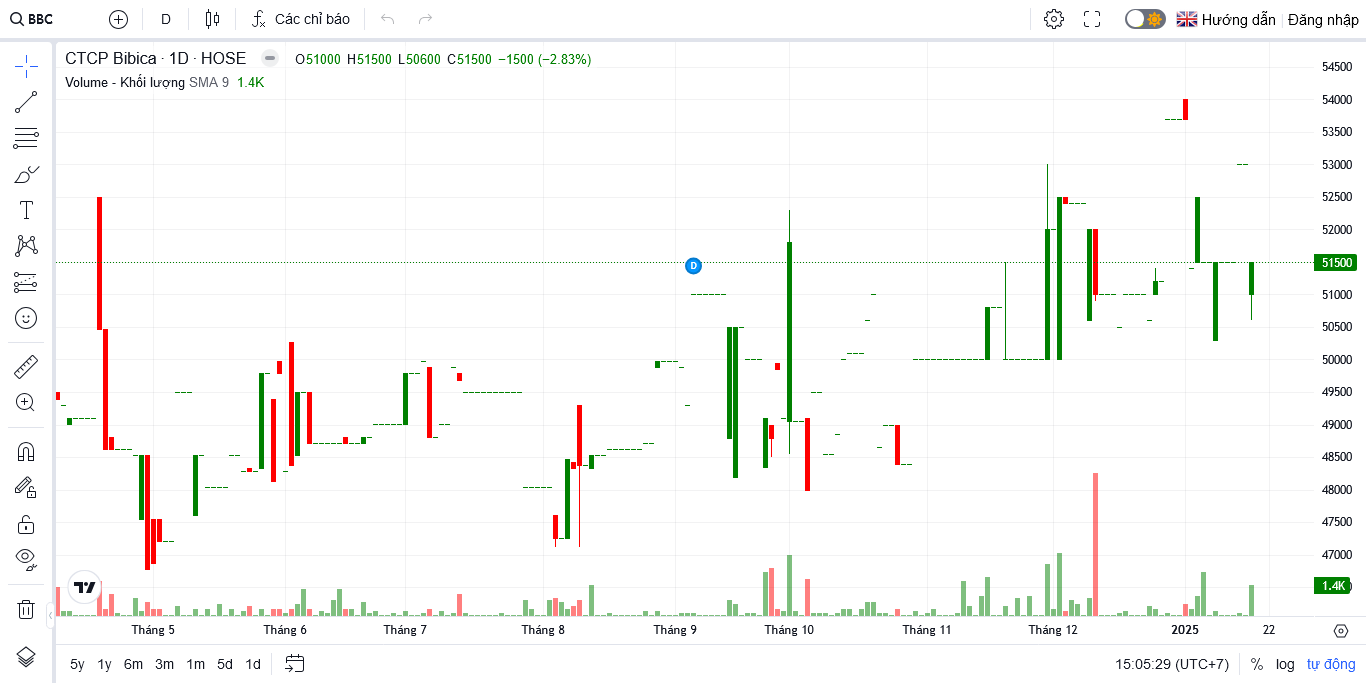 BBC D Các chỉ báo Hướng dẫn Đăng nhập
CTCP Bibica · 1D · HOSE O51000 H51500 L50600 C51500 −1500 (−2.83%)
Volume - Khối lượng SMA 9 1.4K
54500
54000
53500
53000
52500
52000
51500
51000
50500
50000
49500
49000
48500
48000
47500
47000
1.4K
D
Tháng 5 Tháng 6 Tháng 7 Tháng 8 Tháng 9 Tháng 10 Tháng 11 Tháng 12 2025 22
5y 1y 6m 3m 1m 5d 1d 15:05:29 (UTC+7) % log tự động